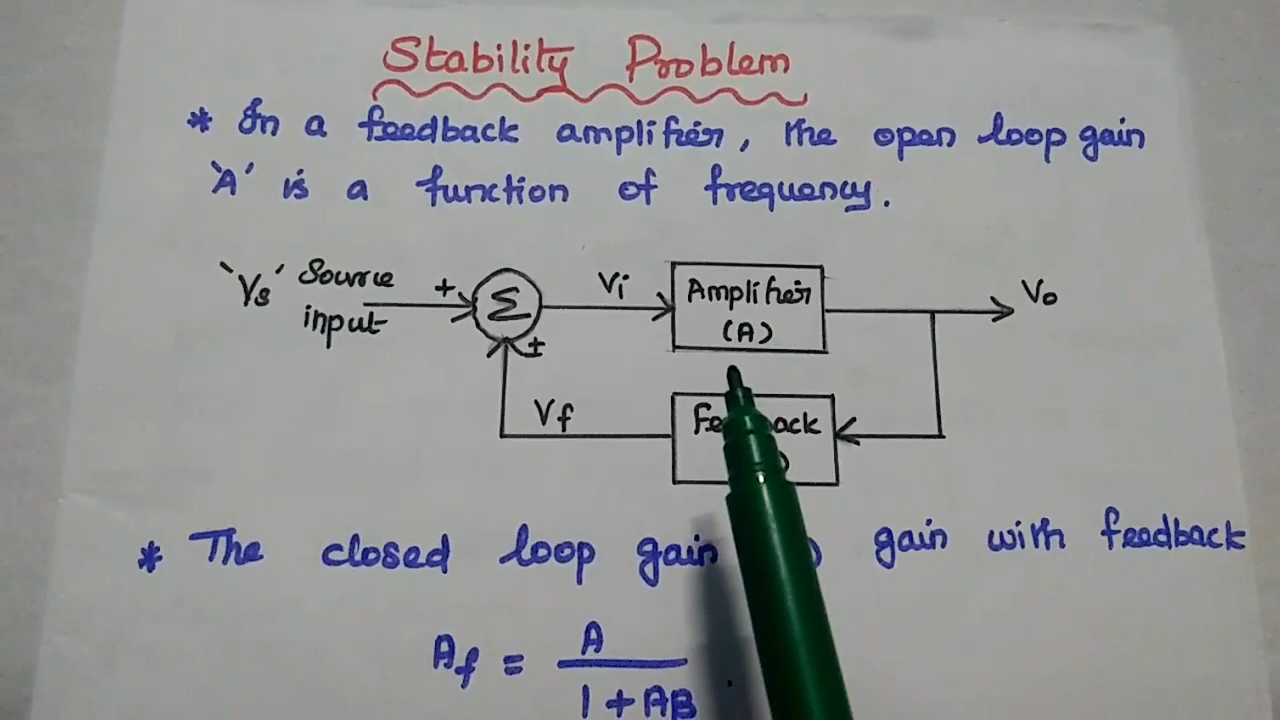 Stability Problem
* In a feedback amplifier, the open loop gain
'A' is a function of frequency.
'Vs' Source
input
+
Σ
±
Vi
Amplifier
(A)
Vo
Vf
* The closed loop gain gain with feedback
Af = A
1 + AB